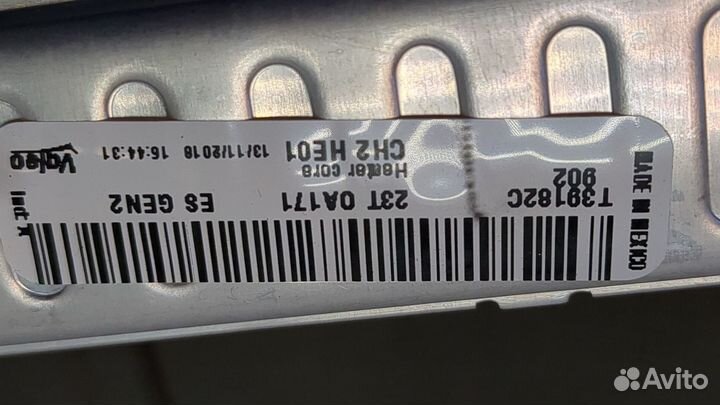 MADE IN MEXICO
T39182C 23T 0A171 ES GEN2
902 core
CH2 HE01 13/11/2018 16:44:31 Valeo
Avito